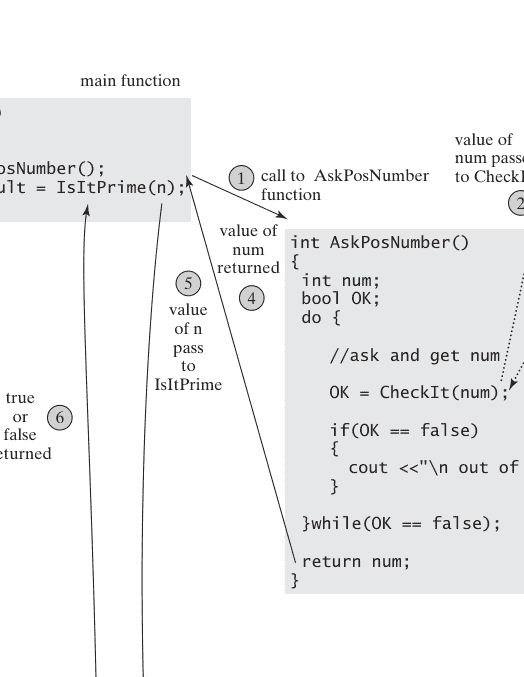 main function
osNumber();
ult = IsItPrime(n);
1 call to AskPosNumber
function
value of
num passe
to CheckI
2
value of
num
returned
4
5
value
of n
pass
to
IsItPrime
int AskPosNumber()
{
int num;
bool OK;
do {
//ask and get num
OK = CheckIt(num);
if(OK == false)
{
cout <<"\n out of
}
}while(OK == false);
return num;
}
true
or
false
eturned
6